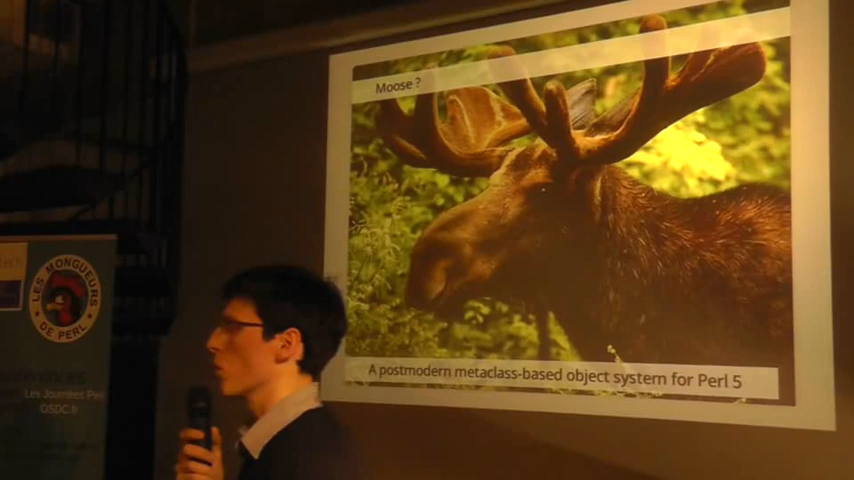 Moose ?
A postmodern metaclass-based object system for Perl 5
LES MONGUEURS
DE PERL
Les Journées Perl
OSDC.fr